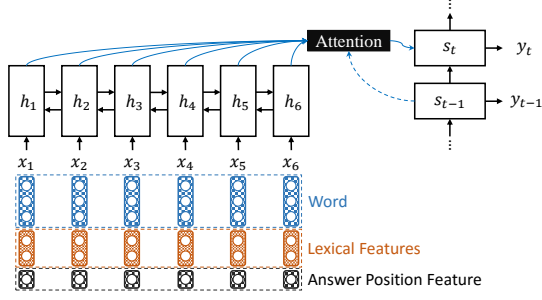 Attention
s_t
y_t
h_1 h_2 h_3 h_4 h_5 h_6
s_{t-1}
y_{t-1}
x_1 x_2 x_3 x_4 x_5 x_6
Word
Lexical Features
Answer Position Feature